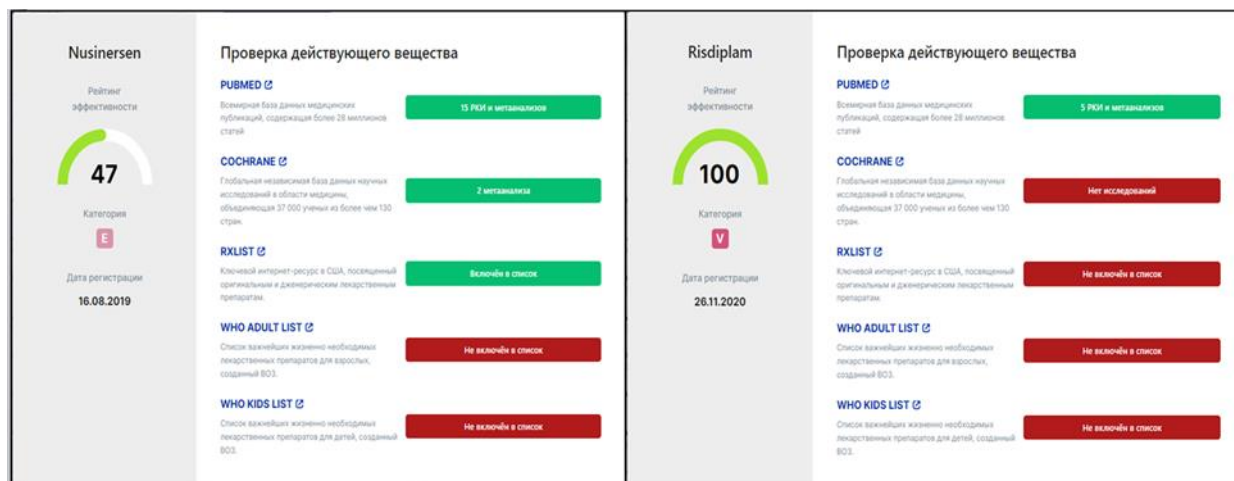 Nusinersen
Рейтинг
эффективности
47
Категория
E
Дата регистрации
16.08.2019
Проверка действующего вещества
PUBMED
Всемирная база данных медицинских
публикаций, содержащая более 28 миллионов
статей
15 РКИ и метаанализов
COCHRANE
Глобальная независимая база данных научных
исследований в области медицины,
объединяющая 37 000 ученых из более чем 130
стран.
2 метаанализа
RXLIST
Ключевой интернет-ресурс в США, посвященный
оригинальным и дженерическим лекарственным
препаратам.
Включён в список
WHO ADULT LIST
Список важнейших жизненно необходимых
лекарственных препаратов для взрослых,
созданный ВОЗ.
Не включён в список
WHO KIDS LIST
Список важнейших жизненно необходимых
лекарственных препаратов для детей, созданный
ВОЗ.
Не включён в список
Risdiplam
Рейтинг
эффективности
100
Категория
V
Дата регистрации
26.11.2020
Проверка действующего вещества
PUBMED
Всемирная база данных медицинских
публикаций, содержащая более 28 миллионов
статей
5 РКИ и метаанализов
COCHRANE
Глобальная независимая база данных научных
исследований в области медицины,
объединяющая 37 000 ученых из более чем 130
стран.
Нет исследований
RXLIST
Ключевой интернет-ресурс в США, посвященный
оригинальным и дженерическим лекарственным
препаратам.
Не включён в список
WHO ADULT LIST
Список важнейших жизненно необходимых
лекарственных препаратов для взрослых,
созданный ВОЗ.
Не включён в список
WHO KIDS LIST
Список важнейших жизненно необходимых
лекарственных препаратов для детей, созданный
ВОЗ.
Не включён в список